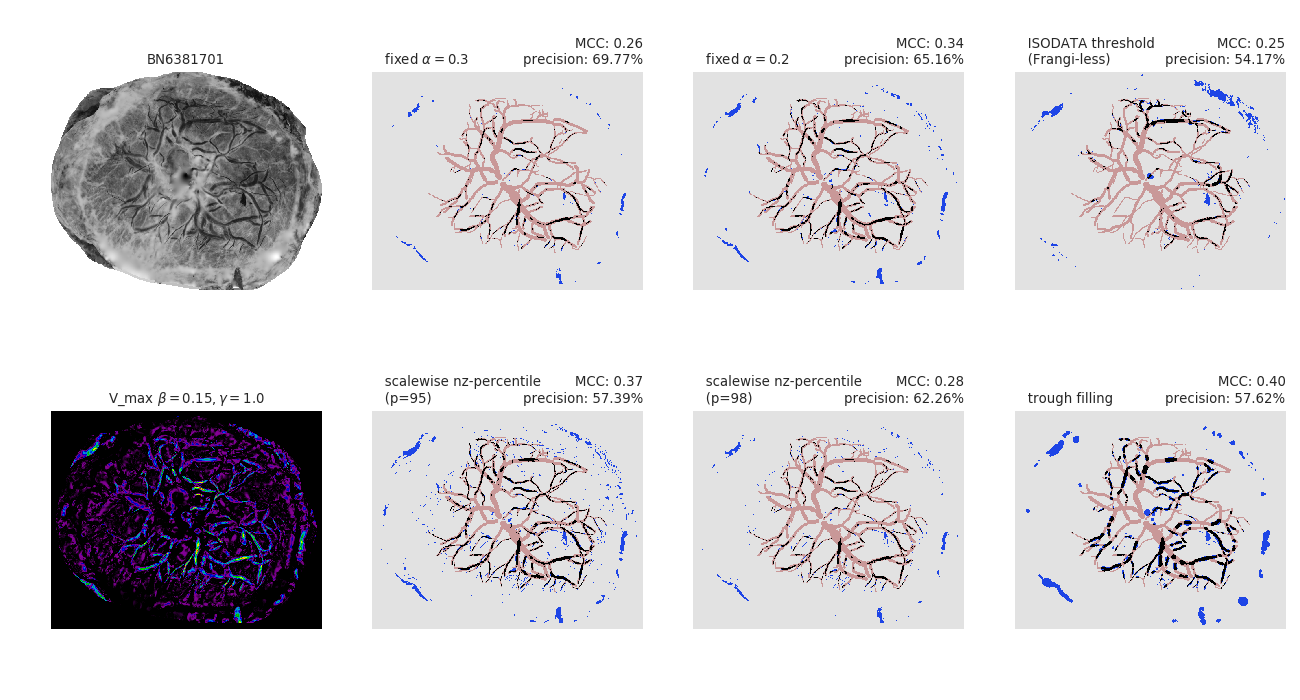 BN6381701
MCC: 0.26
fixed α = 0.3 precision: 69.77%
MCC: 0.34
fixed α = 0.2 precision: 65.16%
ISODATA threshold MCC: 0.25
(Frangi-less) precision: 54.17%
V_max β = 0.15, γ = 1.0
scalewise nz-percentile MCC: 0.37
(p=95) precision: 57.39%
scalewise nz-percentile MCC: 0.28
(p=98) precision: 62.26%
MCC: 0.40
trough filling precision: 57.62%